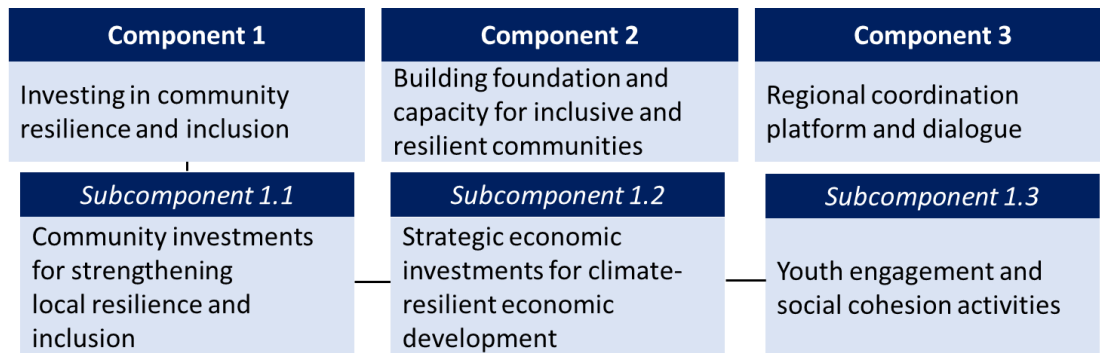 Component 1
Component 2
Component 3
Investing in community
resilience and inclusion
Building foundation and
capacity for inclusive and
resilient communities
Regional coordination
platform and dialogue
Subcomponent 1.1
Subcomponent 1.2
Subcomponent 1.3
Community investments
for strengthening
local resilience and
inclusion
Strategic economic
investments for climate-
resilient economic
development
Youth engagement and
social cohesion activities